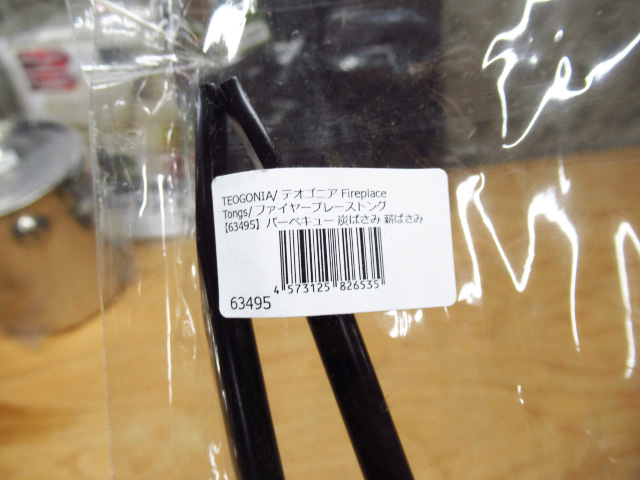 TEOGONIA/ テオゴニア Fireplace
Tongs/ ファイヤープレーストング
【63495】 バーベキュー 炭ばさみ 薪ばさみ
4 573125 826535
63495